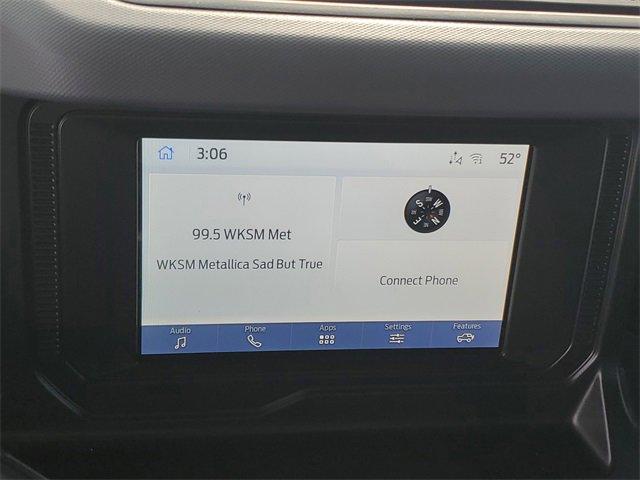 3:06
52°
99.5 WKSM Met
WKSM Metallica Sad But True
Connect Phone
Audio
Phone
Apps
Settings
Features